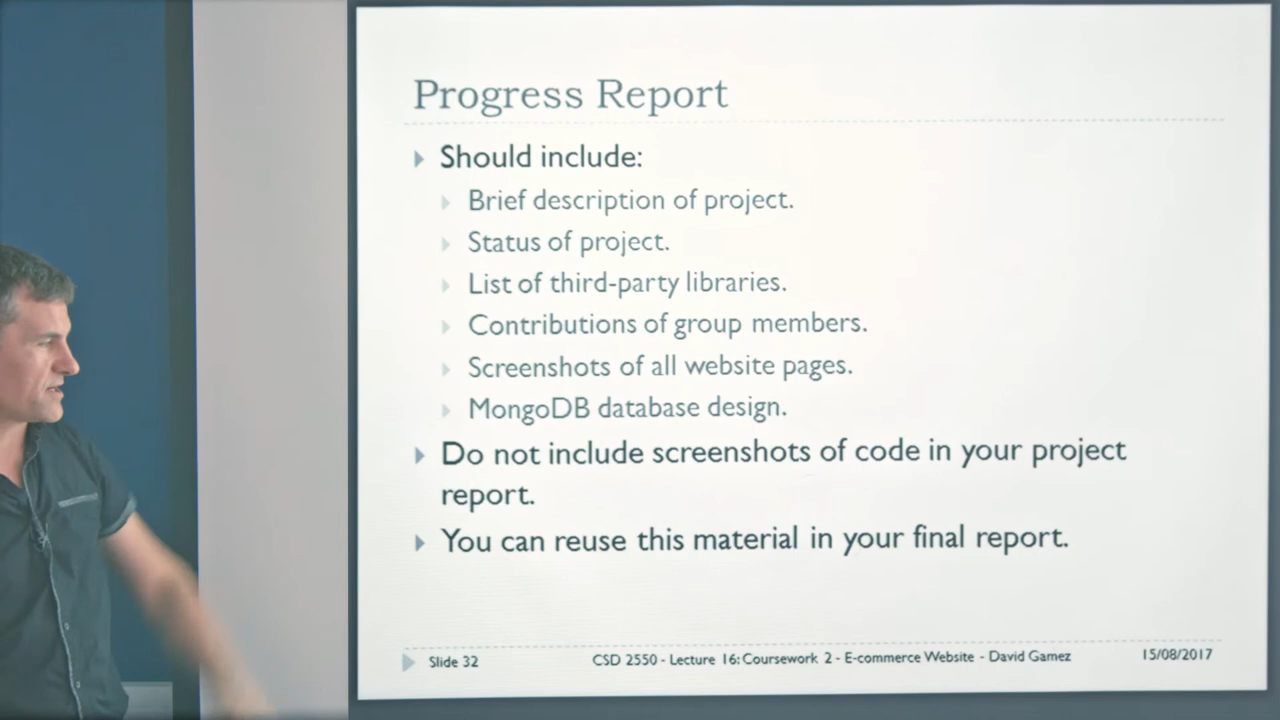 Progress Report
Should include:
Brief description of project.
Status of project.
List of third-party libraries.
Contributions of group members.
Screenshots of all website pages.
MongoDB database design.
Do not include screenshots of code in your project
report.
You can reuse this material in your final report.
Slide 32
CSD 2550 - Lecture 16: Coursework 2 - E-commerce Website - David Gamez
15/08/2017